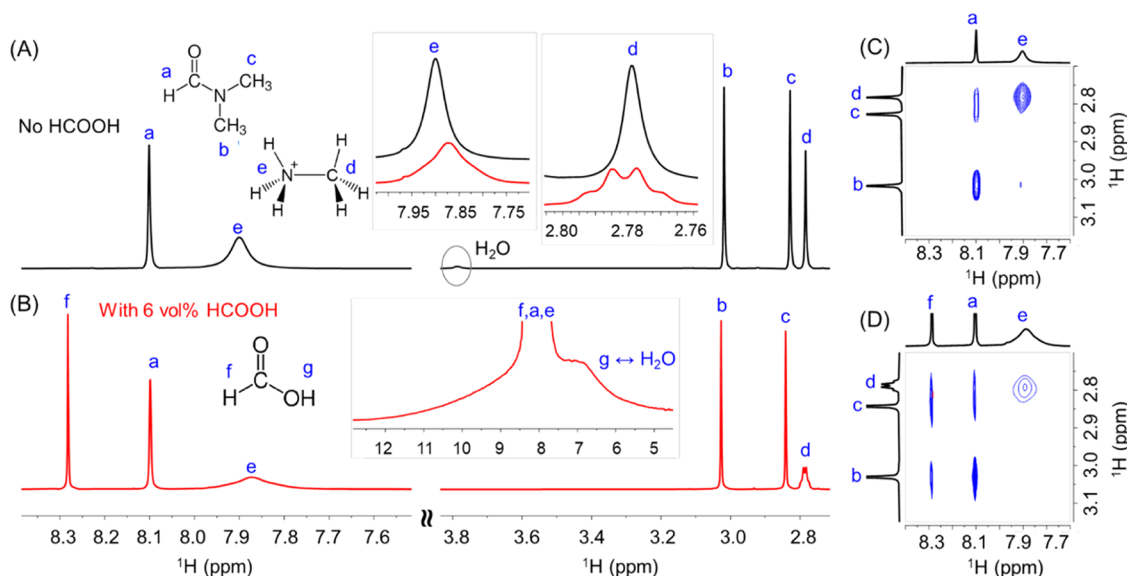 (A)
O
a
c
H
N
CH3
CH3
b
No HCOOH
H
H
e
N
+
C
d
H
H
H
H
a
e
e
7.95 7.85 7.75
d
2.80 2.78 2.76
H2O
b
c
d
(B)
f
With 6 vol% HCOOH
a
O
f
g
H
OH
e
f,a,e
g ↔ H2O
12 11 10 9 8 7 6 5
b
c
d
8.3 8.2 8.1 8.0 7.9 7.8 7.7 7.6
3.8 3.6 3.4 3.2 3.0 2.8
1H (ppm)
1H (ppm)
(C)
a
e
d
c
b
2.8
2.9
3.0
3.1
1H (ppm)
8.3 8.1 7.9 7.7
1H (ppm)
(D)
f
a
e
d
c
b
2.8
2.9
3.0
3.1
1H (ppm)
8.3 8.1 7.9 7.7
1H (ppm)